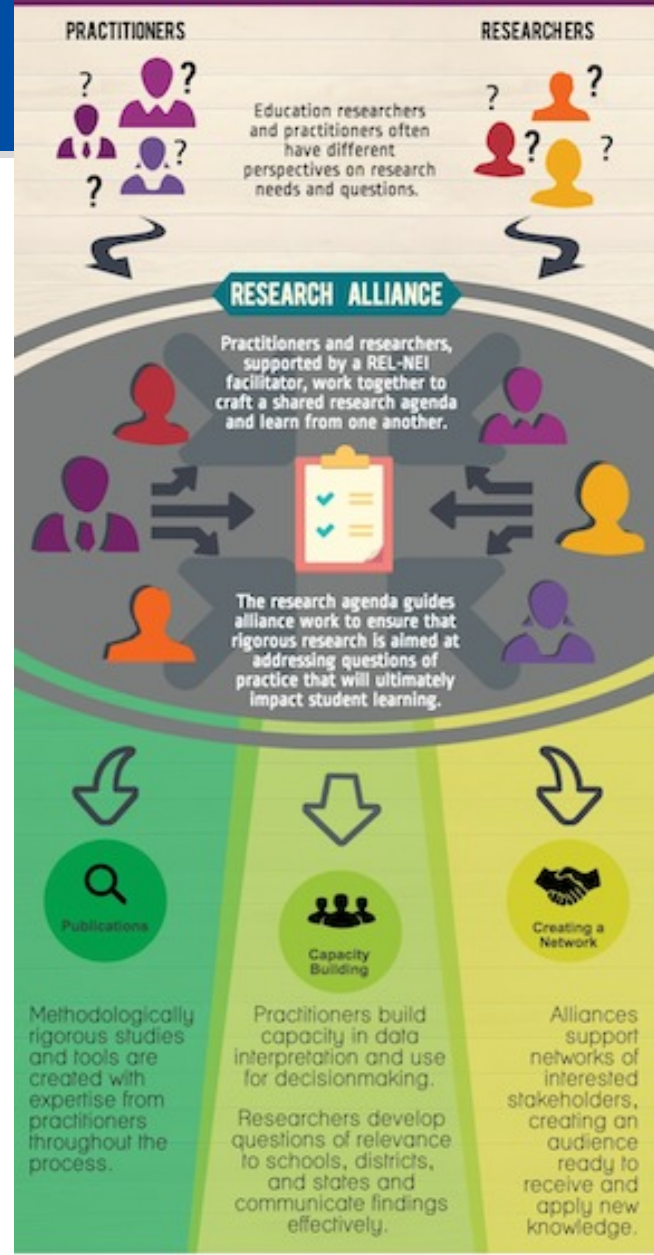 PRACTITIONERS
RESEARCHERS
?
?
?
?
?
?
?
?
Education researchers
and practitioners often
have different
perspectives on research
needs and questions.
RESEARCH ALLIANCE
Practitioners and researchers,
supported by a REL-NEI
facilitator, work together to
craft a shared research agenda
and learn from one another.
The research agenda guides
alliance work to ensure that
rigorous research is aimed at
addressing questions of
practice that will ultimately
impact student learning.
Publications
Methodologically
rigorous studies
and tools are
created with
expertise from
practitioners
throughout the
process.
Capacity
Building
Practitioners build
capacity in data
interpretation and use
for decisionmaking.
Researchers develop
questions of relevance
to schools, districts,
and states and
communicate findings
effectively.
Creating a
Network
Alliances
support
networks of
interested
stakeholders,
creating an
audience
ready to
receive and
apply new
knowledge.